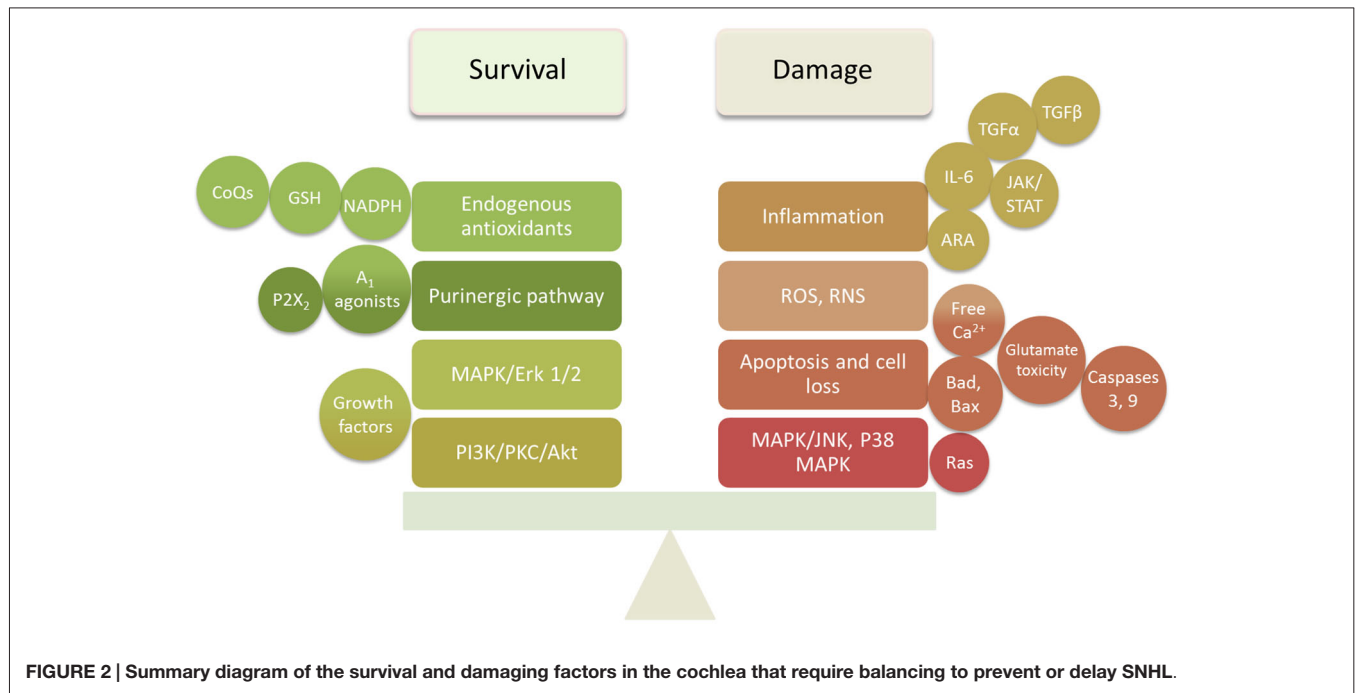 Survival
Damage
CoQs
GSH
NADPH
Endogenous
antioxidants
P2X₂
A₁
agonists
Purinergic pathway
MAPK/Erk 1/2
Growth
factors
PI3K/PKC/Akt
TGFα
TGFβ
IL-6
JAK/
STAT
ARA
Inflammation
ROS, RNS
Free
Ca²⁺
Glutamate
toxicity
Apoptosis and cell
loss
Bad,
Bax
Caspases
3, 9
MAPK/JNK, P38
MAPK
Ras
FIGURE 2 | Summary diagram of the survival and damaging factors in the cochlea that require balancing to prevent or delay SNHL.